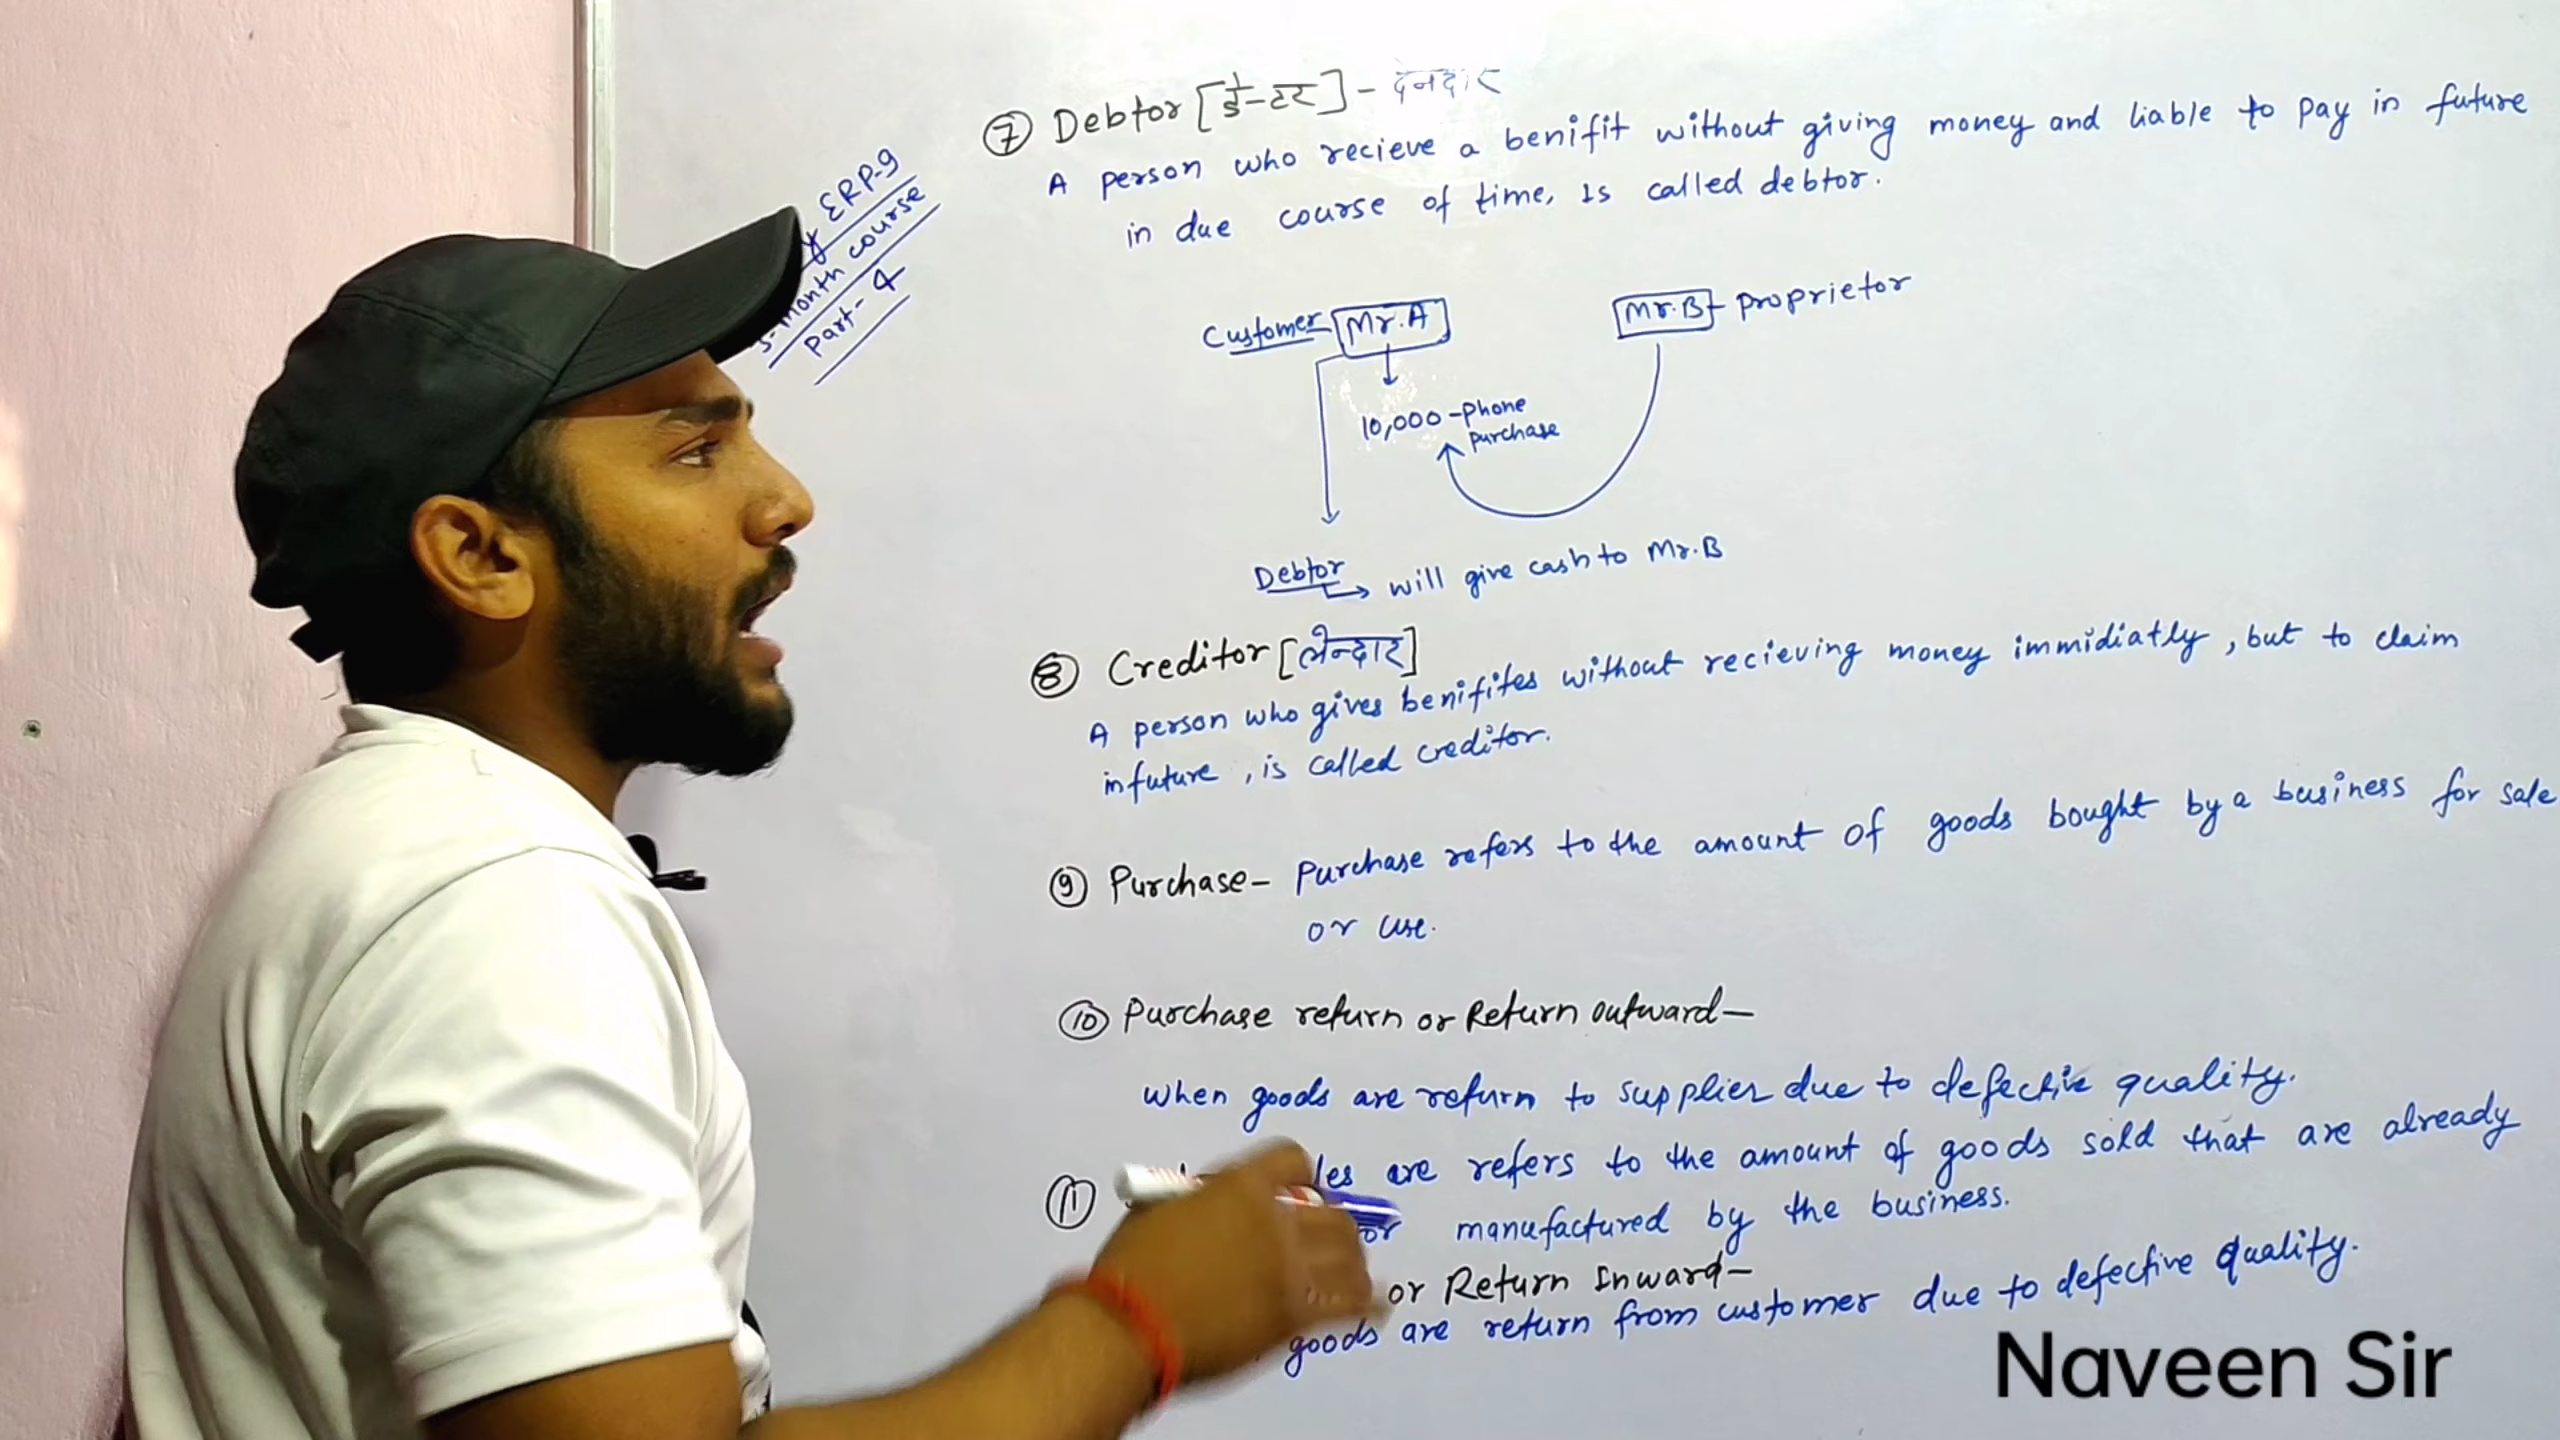 ERP-9
month course
Part-4
⑦ Debtor [डे-टर] - देनदार
A person who recieve a benifit without giving money and liable to pay in future
in due course of time, is called debtor.
Customer Mr. A
Mr. B - proprietor
10,000 - Phone
purchase
Debtor
will give cash to Mr. B
⑧ Creditor [लेनदार]
A person who gives benifites without recieving money immidiatly, but to claim
in future, is called creditor.
⑨ Purchase - Purchase refers to the amount of goods bought by a business for sale
or use.
⑩ Purchase return or Return outward -
When goods are return to supplier due to defective quality.
⑪ are refers to the amount of goods sold that are already
or manufactured by the business.
or Return Inward -
goods are return from customer due to defective quality.
Naveen Sir